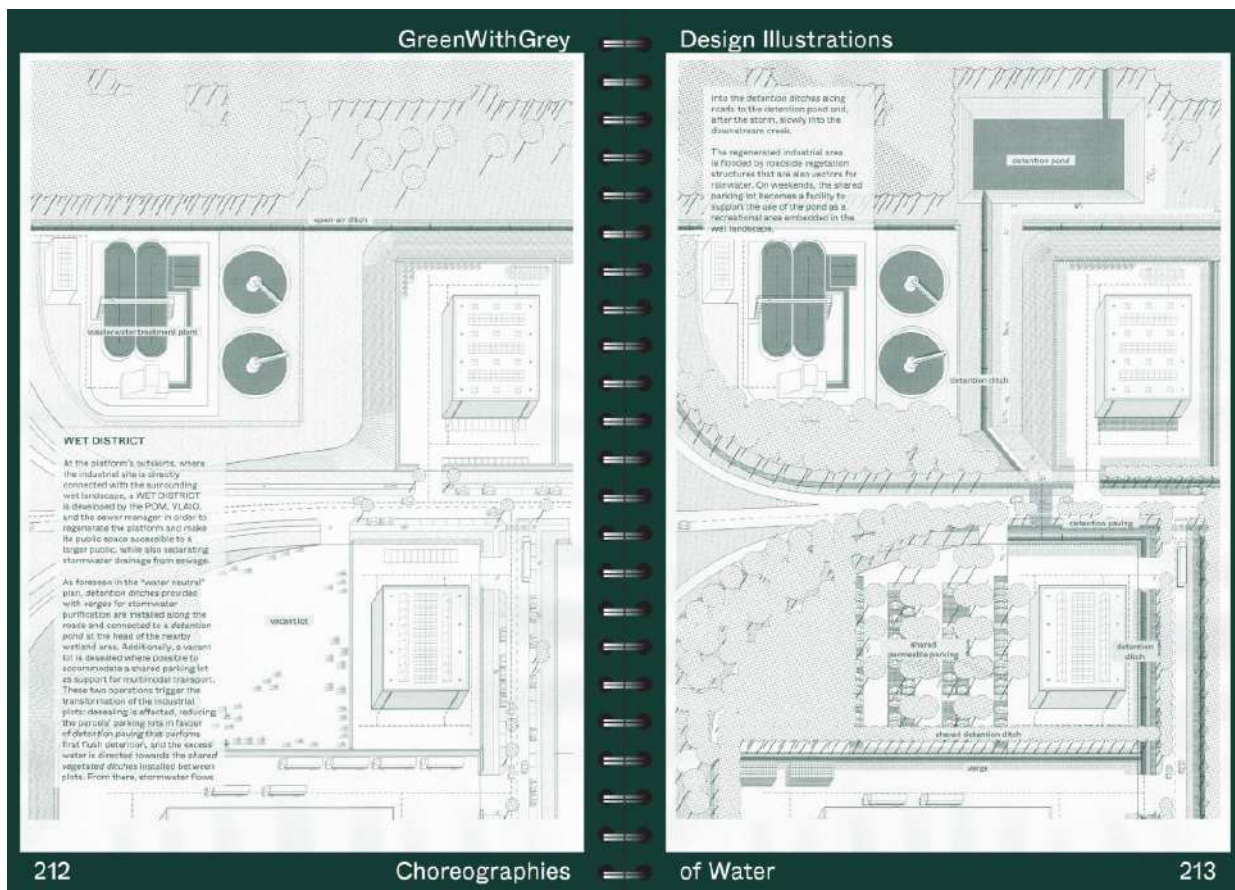 GreenWithGrey
Design Illustrations
open-air ditch
wasterwater treatment plant
WET DISTRICT
At the platform's outskirts, where
the industrial site is directly
connected with the surrounding
wet landscape, a WET DISTRICT
is developed by the POM, VLAIO,
and the sewer manager in order to
regenerate the platform and make
its public space accessible to a
larger public, while also separating
stormwater drainage from sewage.
As foreseen in the "water neutral"
plan, detention ditches provided
with verges for stormwater
purification are installed along the
roads and connected to a detention
pond at the head of the nearby
wetland area. Additionally, a vacant
lot is desealed where possible to
accommodate a shared parking lot
as support for multimodal transport.
These two operations trigger the
transformation of the industrial
plots: desealing is effected, reducing
the parcels' parking lots in favour
of detention paving that performs
first flush detention, and the excess
water is directed towards the shared
vegetated ditches installed between
plots. From there, stormwater flows
vacant lot
into the detention ditches along
roads to the detention pond and,
after the storm, slowly into the
downstream creek.
The regenerated industrial area
is flooded by roadside vegetation
structures that are also vectors for
rainwater. On weekends, the shared
parking lot becomes a facility to
support the use of the pond as a
recreational area embedded in the
wet landscape.
detention pond
detention ditch
detention paving
shared
permeable parking
detention
ditch
shared detention ditch
verge
212
Choreographies
of Water
213